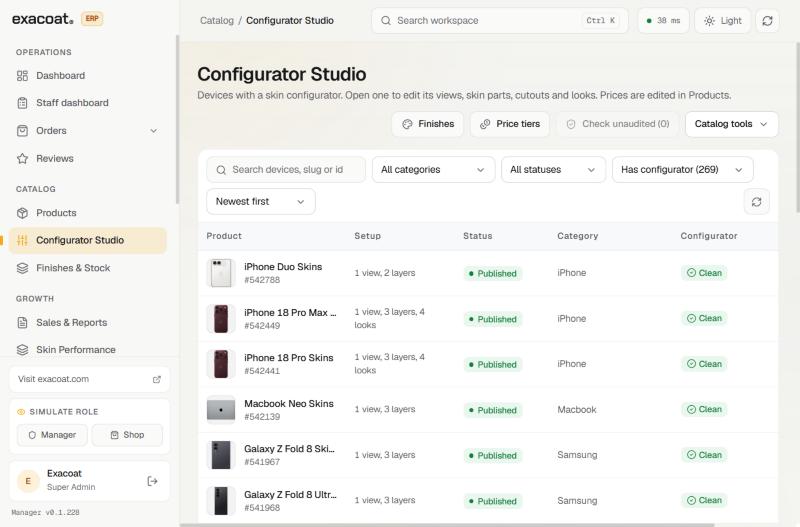 exacoat. ERP
OPERATIONS
Dashboard
Staff dashboard
Orders
Reviews
CATALOG
Products
Configurator Studio
Finishes & Stock
GROWTH
Sales & Reports
Skin Performance
Visit exacoat.com
SIMULATE ROLE
Manager Shop
E Exacoat
Super Admin
Manager v0.1.228
Catalog / Configurator Studio
Search workspace Ctrl K
38 ms
Light
Configurator Studio
Devices with a skin configurator. Open one to edit its views, skin parts, cutouts and looks. Prices are edited in Products.
Finishes Price tiers Check unaudited (0) Catalog tools
Search devices, slug or id All categories All statuses Has configurator (269)
Newest first
Product Setup Status Category Configurator
iPhone Duo Skins
#542788
1 view, 2 layers Published iPhone Clean
iPhone 18 Pro Max ...
#542449
1 view, 3 layers, 4
looks
Published iPhone Clean
iPhone 18 Pro Skins
#542441
1 view, 3 layers, 4
looks
Published iPhone Clean
Macbook Neo Skins
#542139
1 view, 3 layers Published Macbook Clean
Galaxy Z Fold 8 Ski...
#541967
1 view, 3 layers Published Samsung Clean
Galaxy Z Fold 8 Ultr...
#541968
1 view, 3 layers Published Samsung Clean